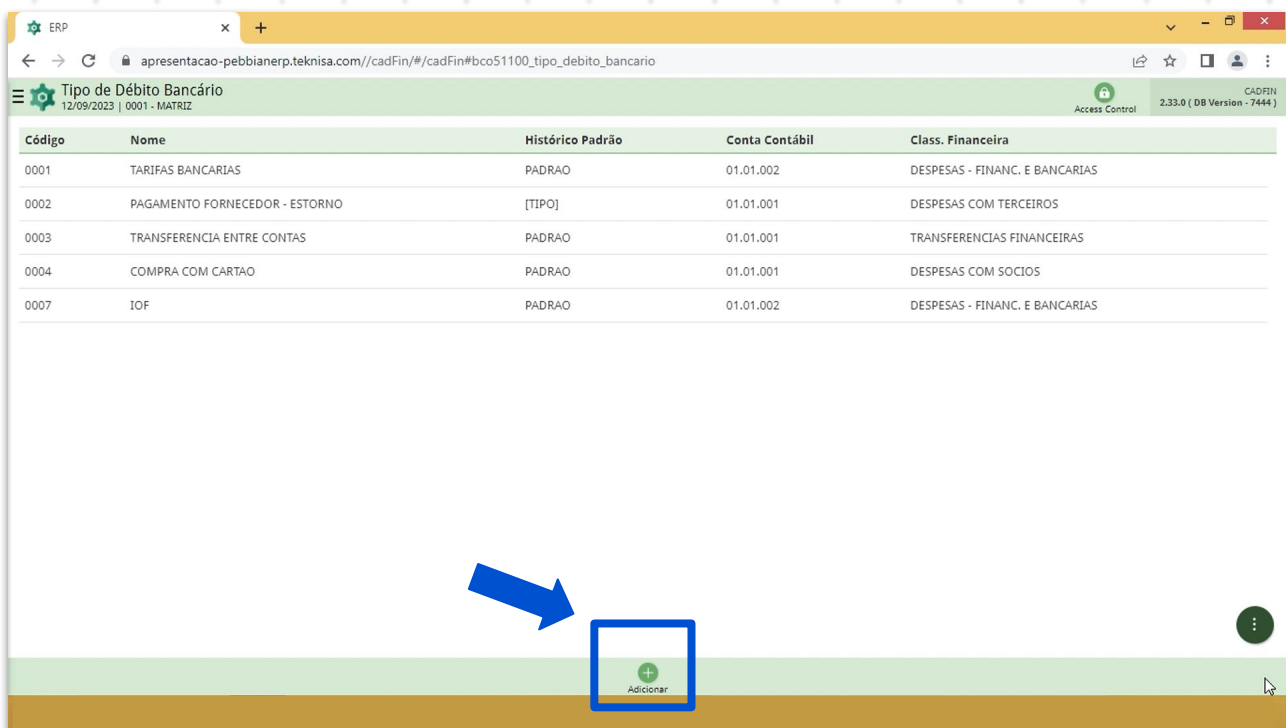 ERP
apresentacao-pebbianerp.teknisa.com//cadFin/#/cadFin#bco51100_tipo_debito_bancario
Tipo de Débito Bancário
12/09/2023 | 0001 - MATRIZ
Access Control
CADFIN
2.33.0 ( DB Version - 7444 )
Código Nome Histórico Padrão Conta Contábil Class. Financeira
0001 TARIFAS BANCARIAS PADRAO 01.01.002 DESPESAS - FINANC. E BANCARIAS
0002 PAGAMENTO FORNECEDOR - ESTORNO [TIPO] 01.01.001 DESPESAS COM TERCEIROS
0003 TRANSFERENCIA ENTRE CONTAS PADRAO 01.01.001 TRANSFERENCIAS FINANCEIRAS
0004 COMPRA COM CARTAO PADRAO 01.01.001 DESPESAS COM SOCIOS
0007 IOF PADRAO 01.01.002 DESPESAS - FINANC. E BANCARIAS
Adicionar